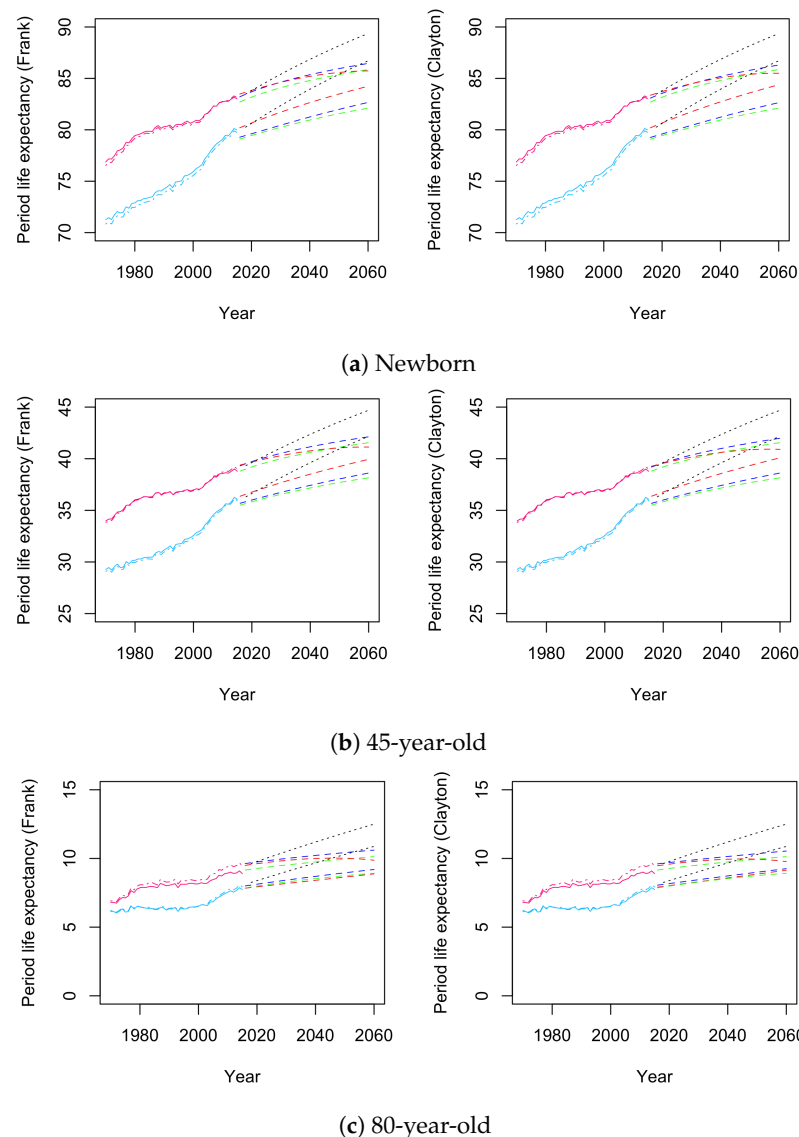 Period life expectancy (Frank)
90
85
80
75
70
1980 2000 2020 2040 2060
Year
Period life expectancy (Clayton)
90
85
80
75
70
1980 2000 2020 2040 2060
Year
(a) Newborn
Period life expectancy (Frank)
45
40
35
30
25
1980 2000 2020 2040 2060
Year
Period life expectancy (Clayton)
45
40
35
30
25
1980 2000 2020 2040 2060
Year
(b) 45-year-old
Period life expectancy (Frank)
15
10
5
0
1980 2000 2020 2040 2060
Year
Period life expectancy (Clayton)
15
10
5
0
1980 2000 2020 2040 2060
Year
(c) 80-year-old